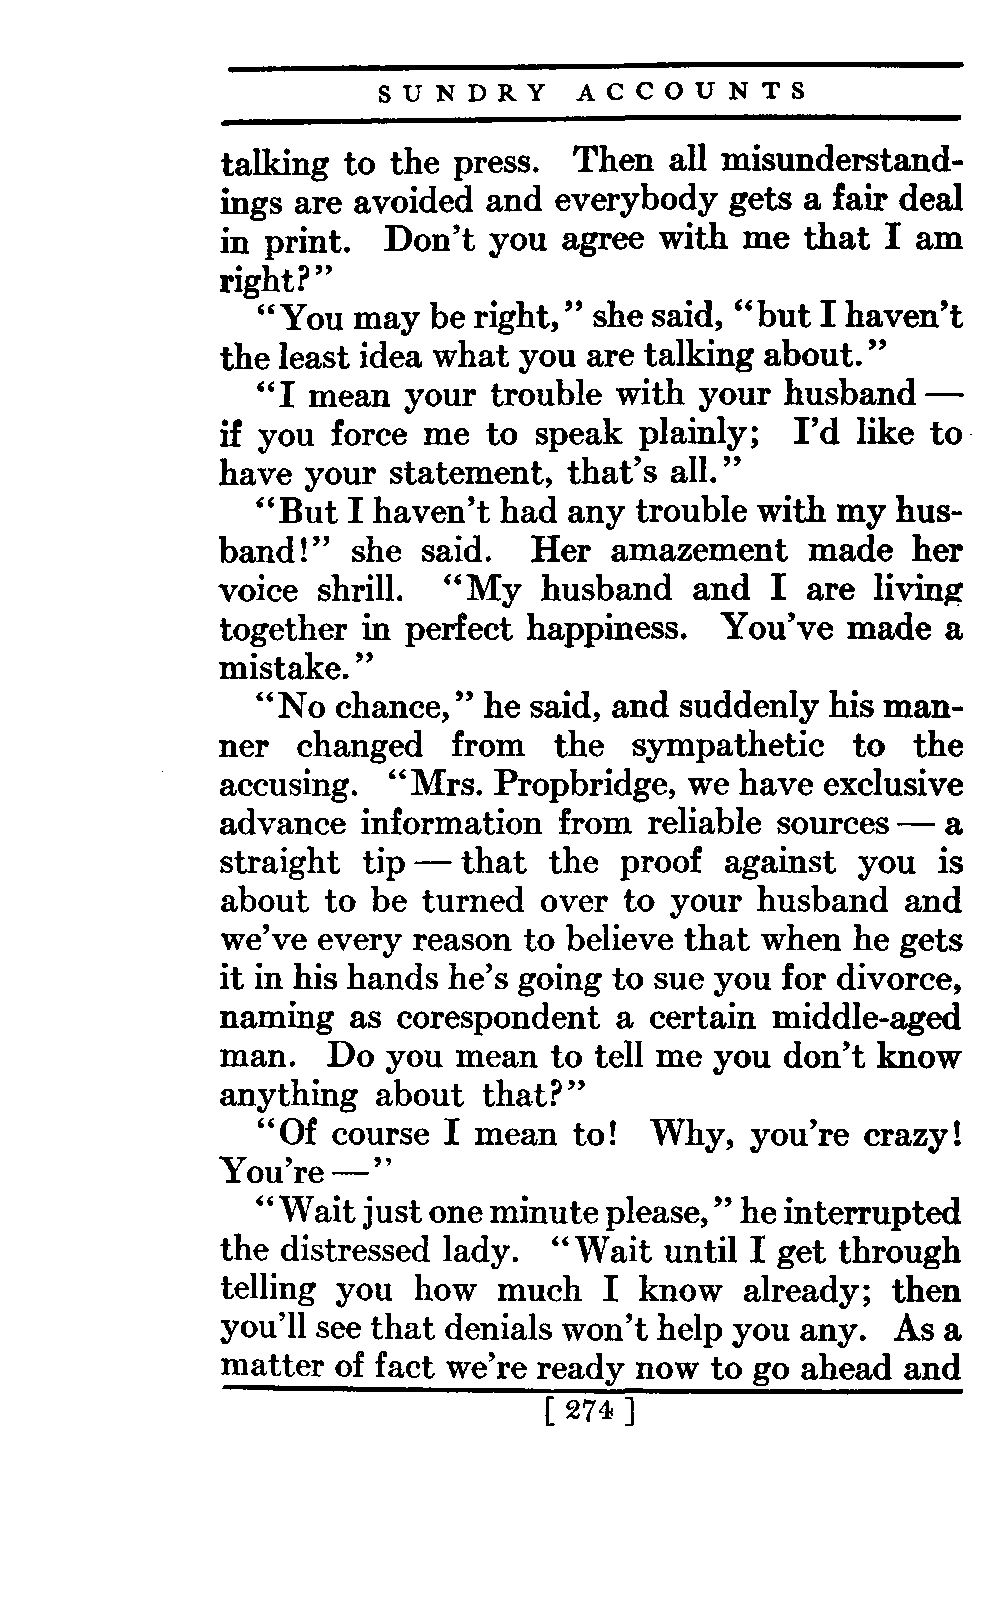 SUNDRY ACCOUNTS
talking to the press. Then all misunderstand-
ings are avoided and everybody gets a fair deal
in print. Don't you agree with me that I am
right?"
"You may be right," she said, "but I haven't
the least idea what you are talking about."
"I mean your trouble with your husband —
if you force me to speak plainly; I'd like to
have your statement, that's all."
"But I haven't had any trouble with my hus-
band!" she said. Her amazement made her
voice shrill. "My husband and I are living
together in perfect happiness. You've made a
mistake."
"No chance," he said, and suddenly his man-
ner changed from the sympathetic to the
accusing. "Mrs. Propbridge, we have exclusive
advance information from reliable sources — a
straight tip — that the proof against you is
about to be turned over to your husband and
we've every reason to believe that when he gets
it in his hands he's going to sue you for divorce,
naming as corespondent a certain middle-aged
man. Do you mean to tell me you don't know
anything about that?"
"Of course I mean to! Why, you're crazy!
You're —"
"Wait just one minute please," he interrupted
the distressed lady. "Wait until I get through
telling you how much I know already; then
you'll see that denials won't help you any. As a
matter of fact we're ready now to go ahead and
[ 274 ]